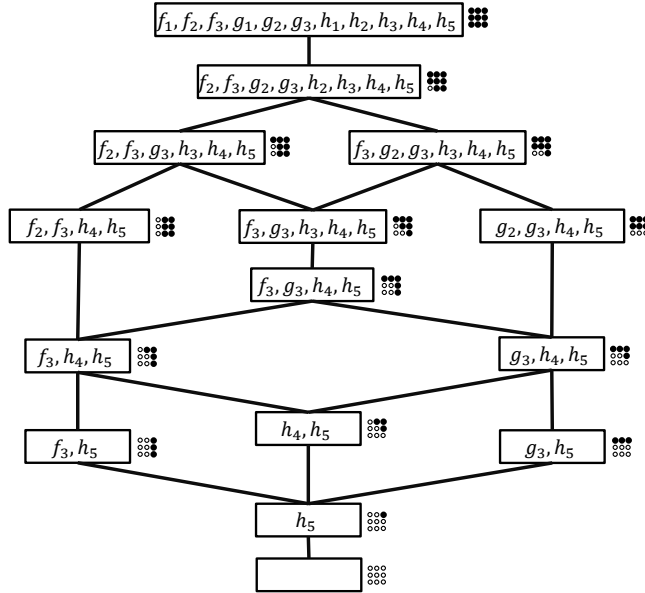 f₁, f₂, f₃, g₁, g₂, g₃, h₁, h₂, h₃, h₄, h₅
f₂, f₃, g₂, g₃, h₂, h₃, h₄, h₅
f₂, f₃, g₃, h₃, h₄, h₅
f₃, g₂, g₃, h₃, h₄, h₅
f₂, f₃, h₄, h₅
f₃, g₃, h₃, h₄, h₅
g₂, g₃, h₄, h₅
f₃, g₃, h₄, h₅
f₃, h₄, h₅
g₃, h₄, h₅
h₄, h₅
f₃, h₅
g₃, h₅
h₅